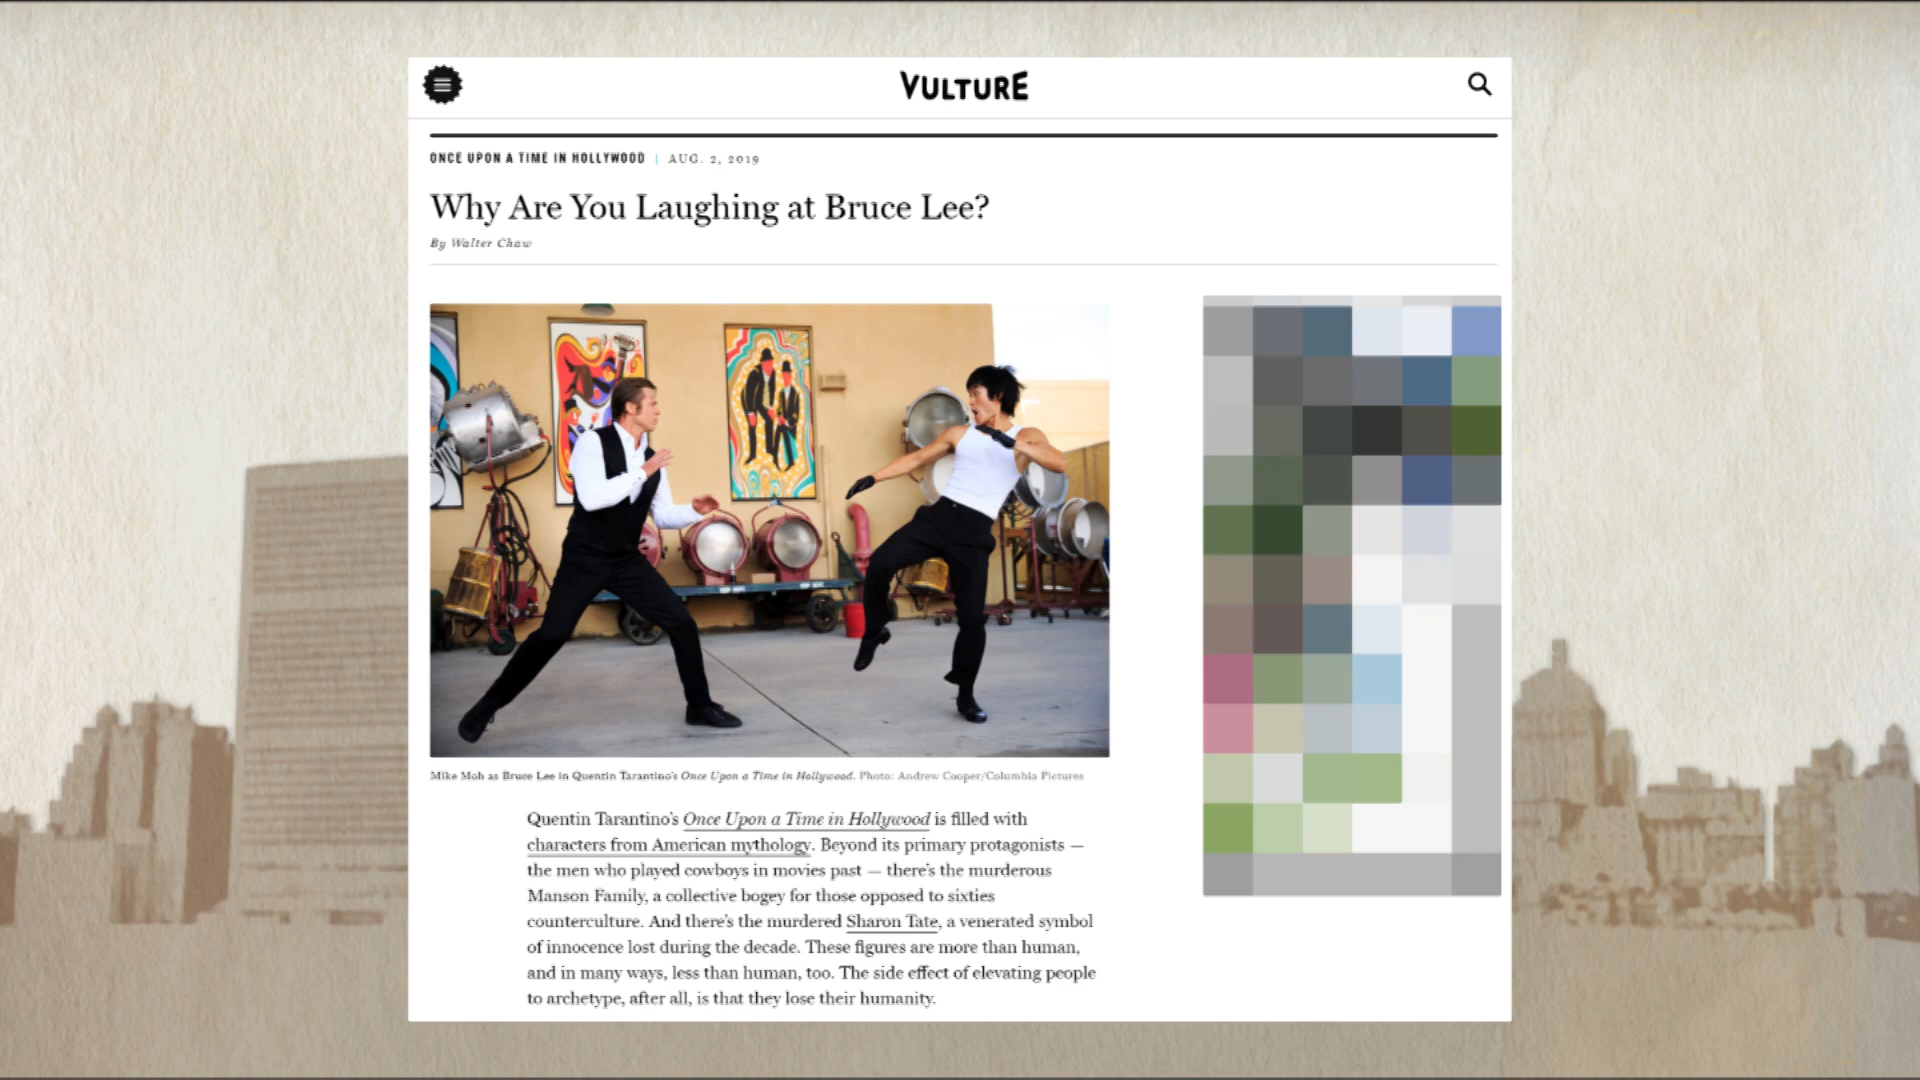 VULTURE
ONCE UPON A TIME IN HOLLYWOOD | AUG. 2, 2019
Why Are You Laughing at Bruce Lee?
By Walter Chaw
Mike Moh as Bruce Lee in Quentin Tarantino's Once Upon a Time in Hollywood. Photo: Andrew Cooper/Columbia Pictures
Quentin Tarantino's Once Upon a Time in Hollywood is filled with
characters from American mythology. Beyond its primary protagonists —
the men who played cowboys in movies past — there's the murderous
Manson Family, a collective bogey for those opposed to sixties
counterculture. And there's the murdered Sharon Tate, a venerated symbol
of innocence lost during the decade. These figures are more than human,
and in many ways, less than human, too. The side effect of elevating people
to archetype, after all, is that they lose their humanity.